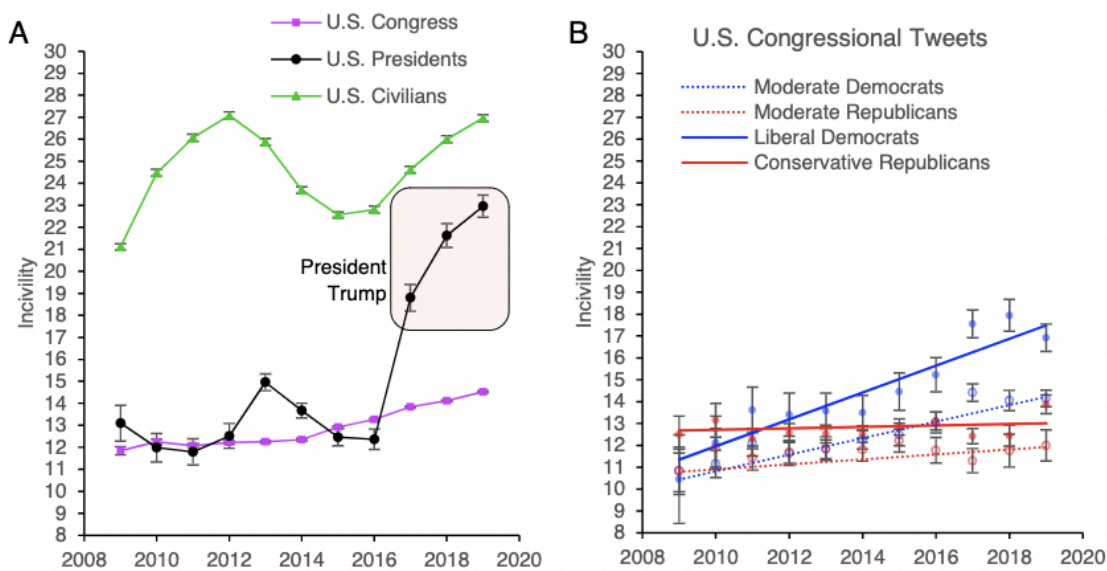 A
U.S. Congress
U.S. Presidents
U.S. Civilians
30
29
28
27
26
25
24
23
22
21
20
19
18
17
16
15
14
13
12
11
10
9
8
Incivility
President
Trump
2008 2010 2012 2014 2016 2018 2020
B
U.S. Congressional Tweets
Moderate Democrats
Moderate Republicans
Liberal Democrats
Conservative Republicans
30
29
28
27
26
25
24
23
22
21
20
19
18
17
16
15
14
13
12
11
10
9
8
Incivility
2008 2010 2012 2014 2016 2018 2020